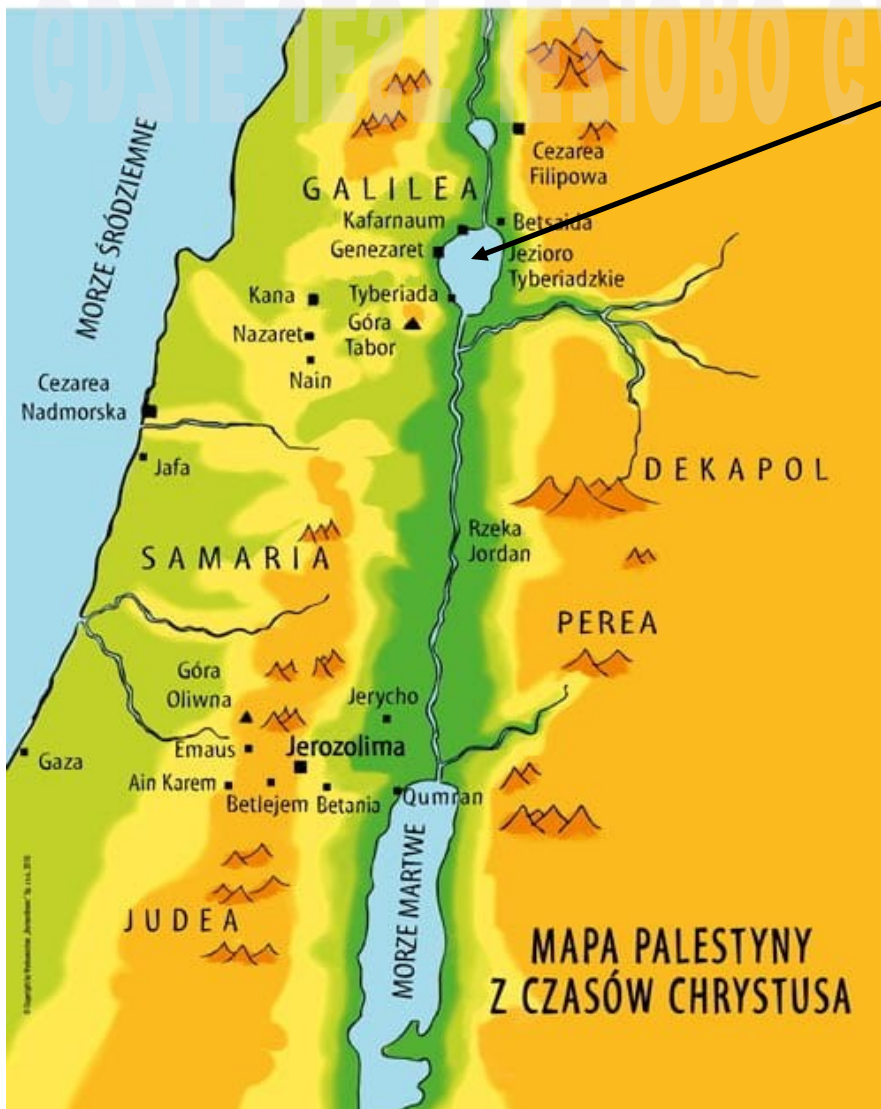 MORZE ŚRÓDZIEMNE
GALILEA
Cezarea
Filipowa
Kafarnaum
Betsaida
Genezaret
Jezioro
Tyberiadzkie
Kana
Tyberiada
Nazaret
Góra
Tabor
Nain
Cezarea
Nadmorska
Jafa
DEKAPOL
Rzeka
Jordan
SAMARIA
PEREA
Góra
Oliwna
Jerycho
Gaza
Emaus
Jerozolima
Ain Karem
Betlejem
Betania
Qumran
MORZE MARTWE
JUDEA
MAPA PALESTYNY
Z CZASÓW CHRYSTUSA